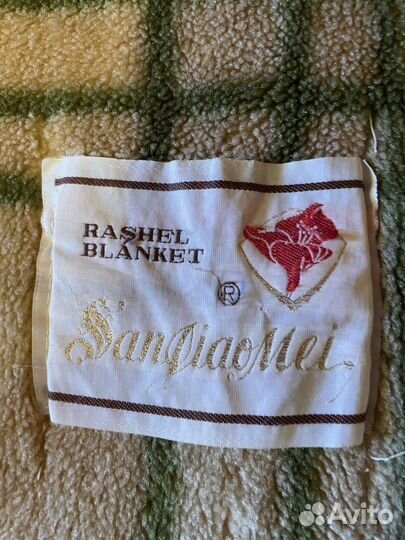 RASHEL
BLANKET
®
SanJiaoMei
Avito